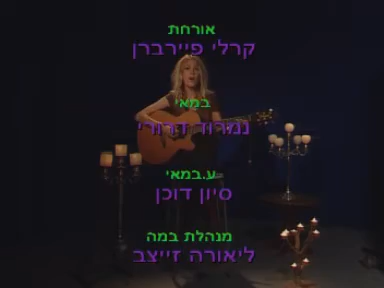 אורחת
קרלי פיירברן
במאי
נמרוד דרורי
ע.במאי
סיון דוכן
מנהלת במה
ליאורה זייצב